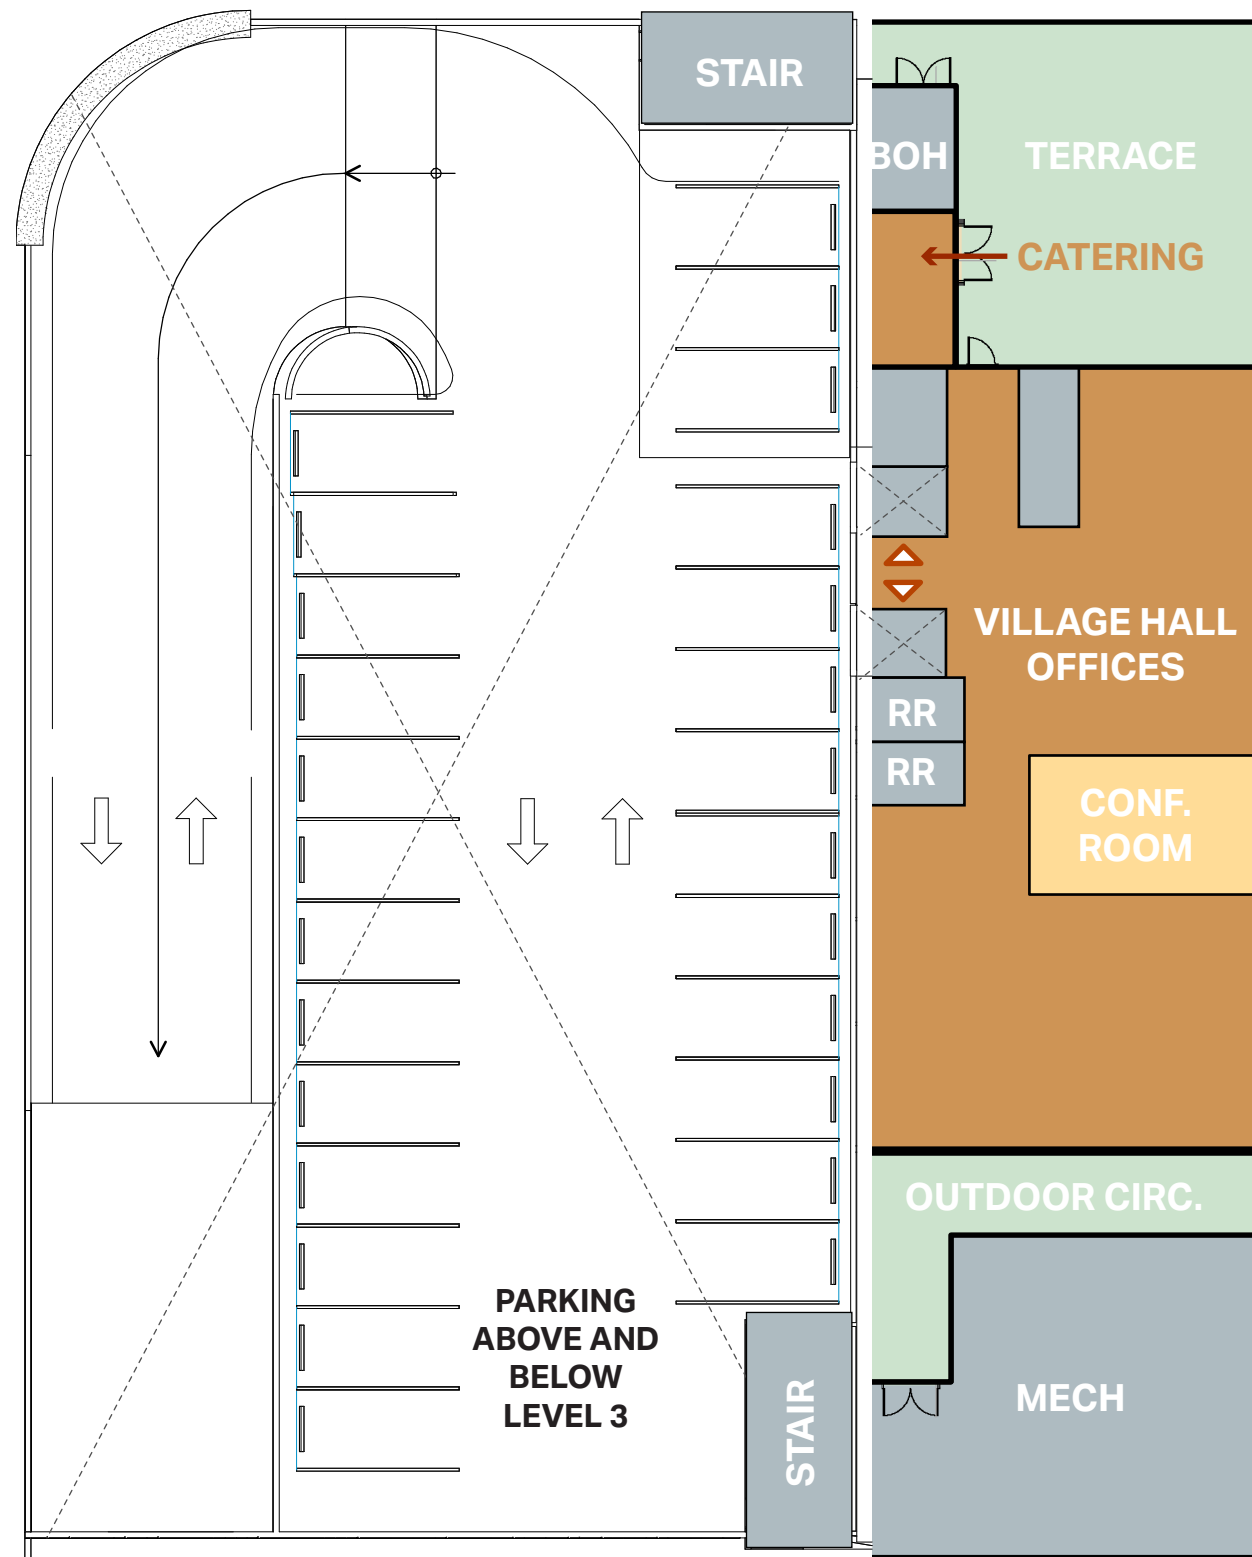 STAIR
BOH
TERRACE
CATERING
VILLAGE HALL
OFFICES
RR
RR
CONF.
ROOM
OUTDOOR CIRC.
PARKING
ABOVE AND
BELOW
LEVEL 3
STAIR
MECH